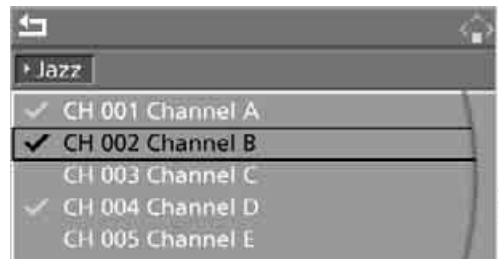 Jazz
CH 001 Channel A
CH 002 Channel B
CH 003 Channel C
CH 004 Channel D
CH 005 Channel E